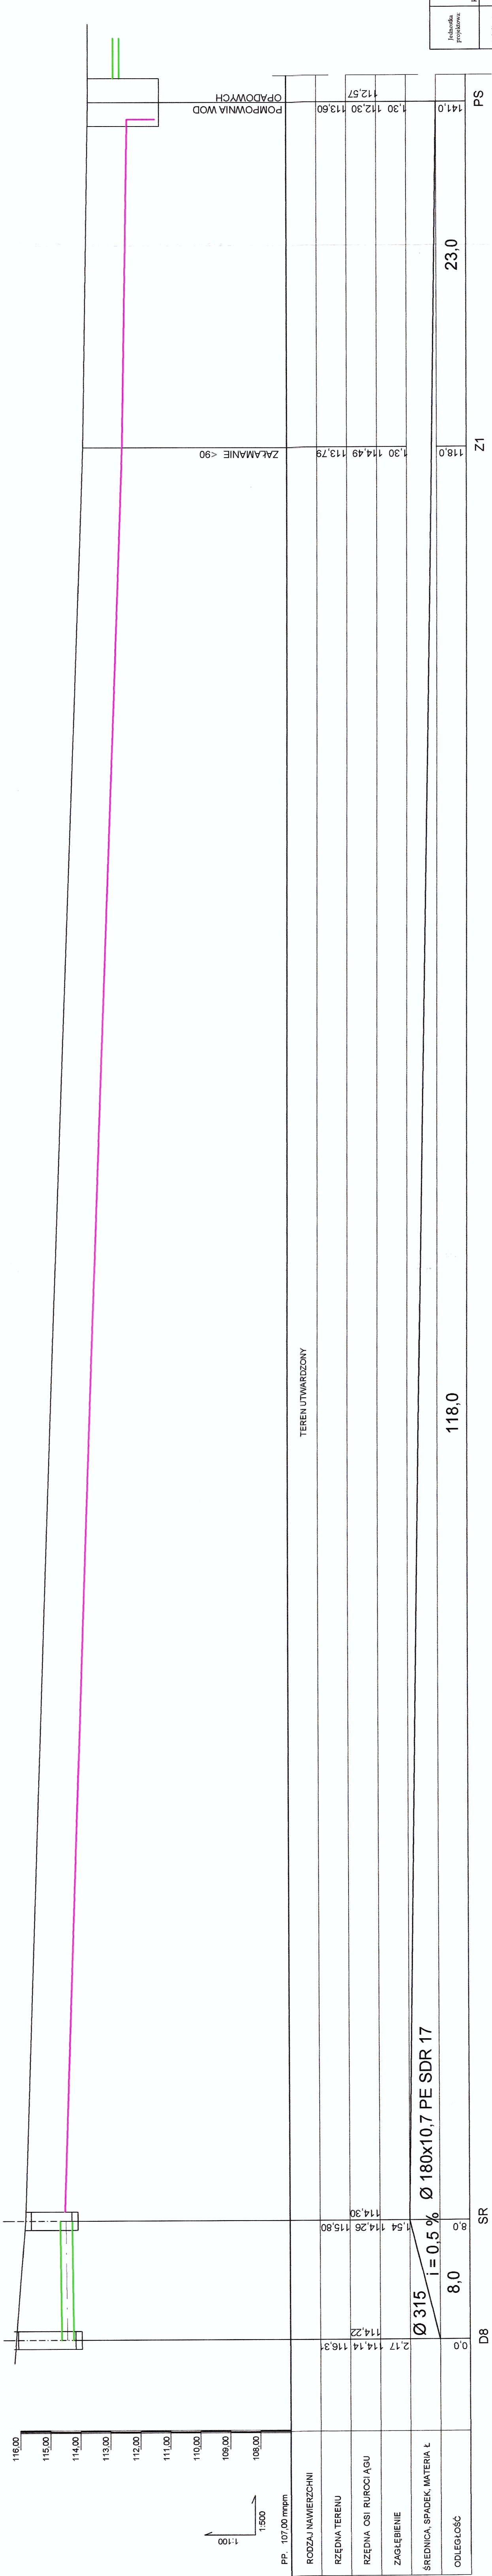 Jednostka
projektowa:
116,00
115,00
114,00
113,00
112,00
111,00
110,00
109,00
108,00
1:100
1:500
PP. 107,00 mnpm
POMPOWNIA WÓD
OPADOWYCH
ZAŁAMANIE <90
RODZAJ NAWIERZCHNI
TEREN UTWARDZONY
RZĘDNA TERENU
116,31
115,80
113,79
113,60
RZĘDNA OSI RUROCIĄGU
114,14
114,22
114,26
114,30
114,49
112,30
112,57
ZAGŁĘBIENIE
2,17
1,54
1,30
1,30
ŚREDNICA, SPADEK, MATERIA Ł
Ø 315 i = 0,5 % Ø 180x10,7 PE SDR 17
ODLEGŁOŚĆ
0,0
8,0
8,0
118,0
118,0
23,0
141,0
D8
SR
Z1
PS